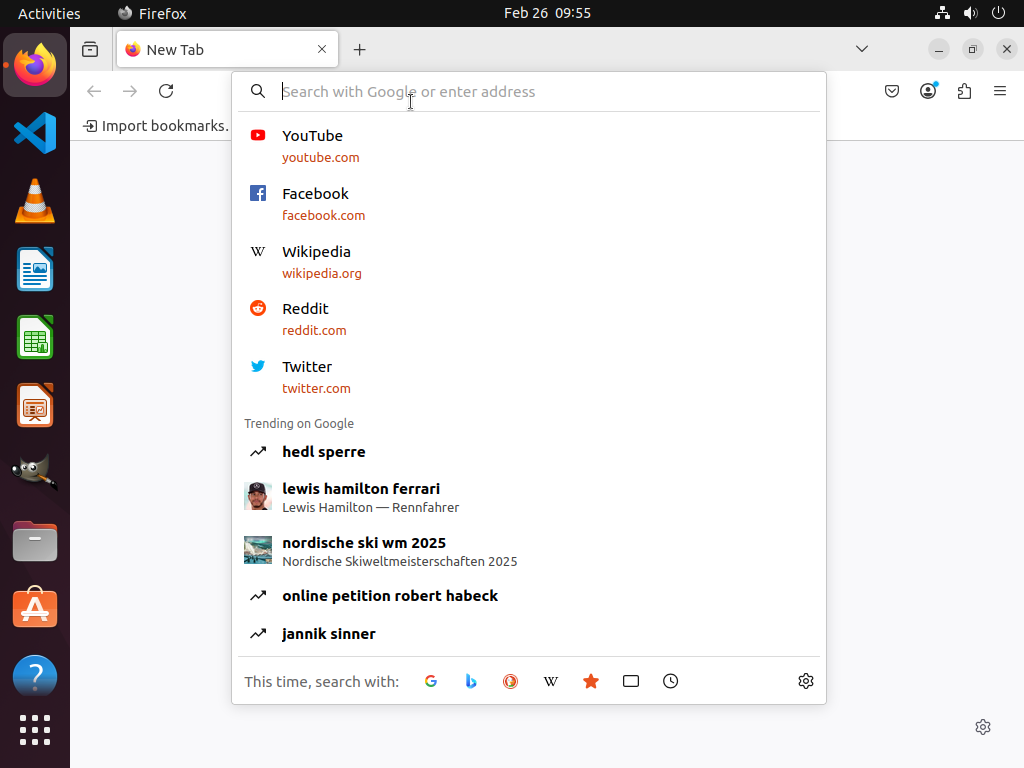 Activities
Firefox
Feb 26 09:55
New Tab
Search with Google or enter address
Import bookmarks.
YouTube
youtube.com
Facebook
facebook.com
W
Wikipedia
wikipedia.org
Reddit
reddit.com
Twitter
twitter.com
Trending on Google
hedl sperre
lewis hamilton ferrari
Lewis Hamilton — Rennfahrer
nordische ski wm 2025
Nordische Skiweltmeisterschaften 2025
online petition robert habeck
jannik sinner
This time, search with:
G
W